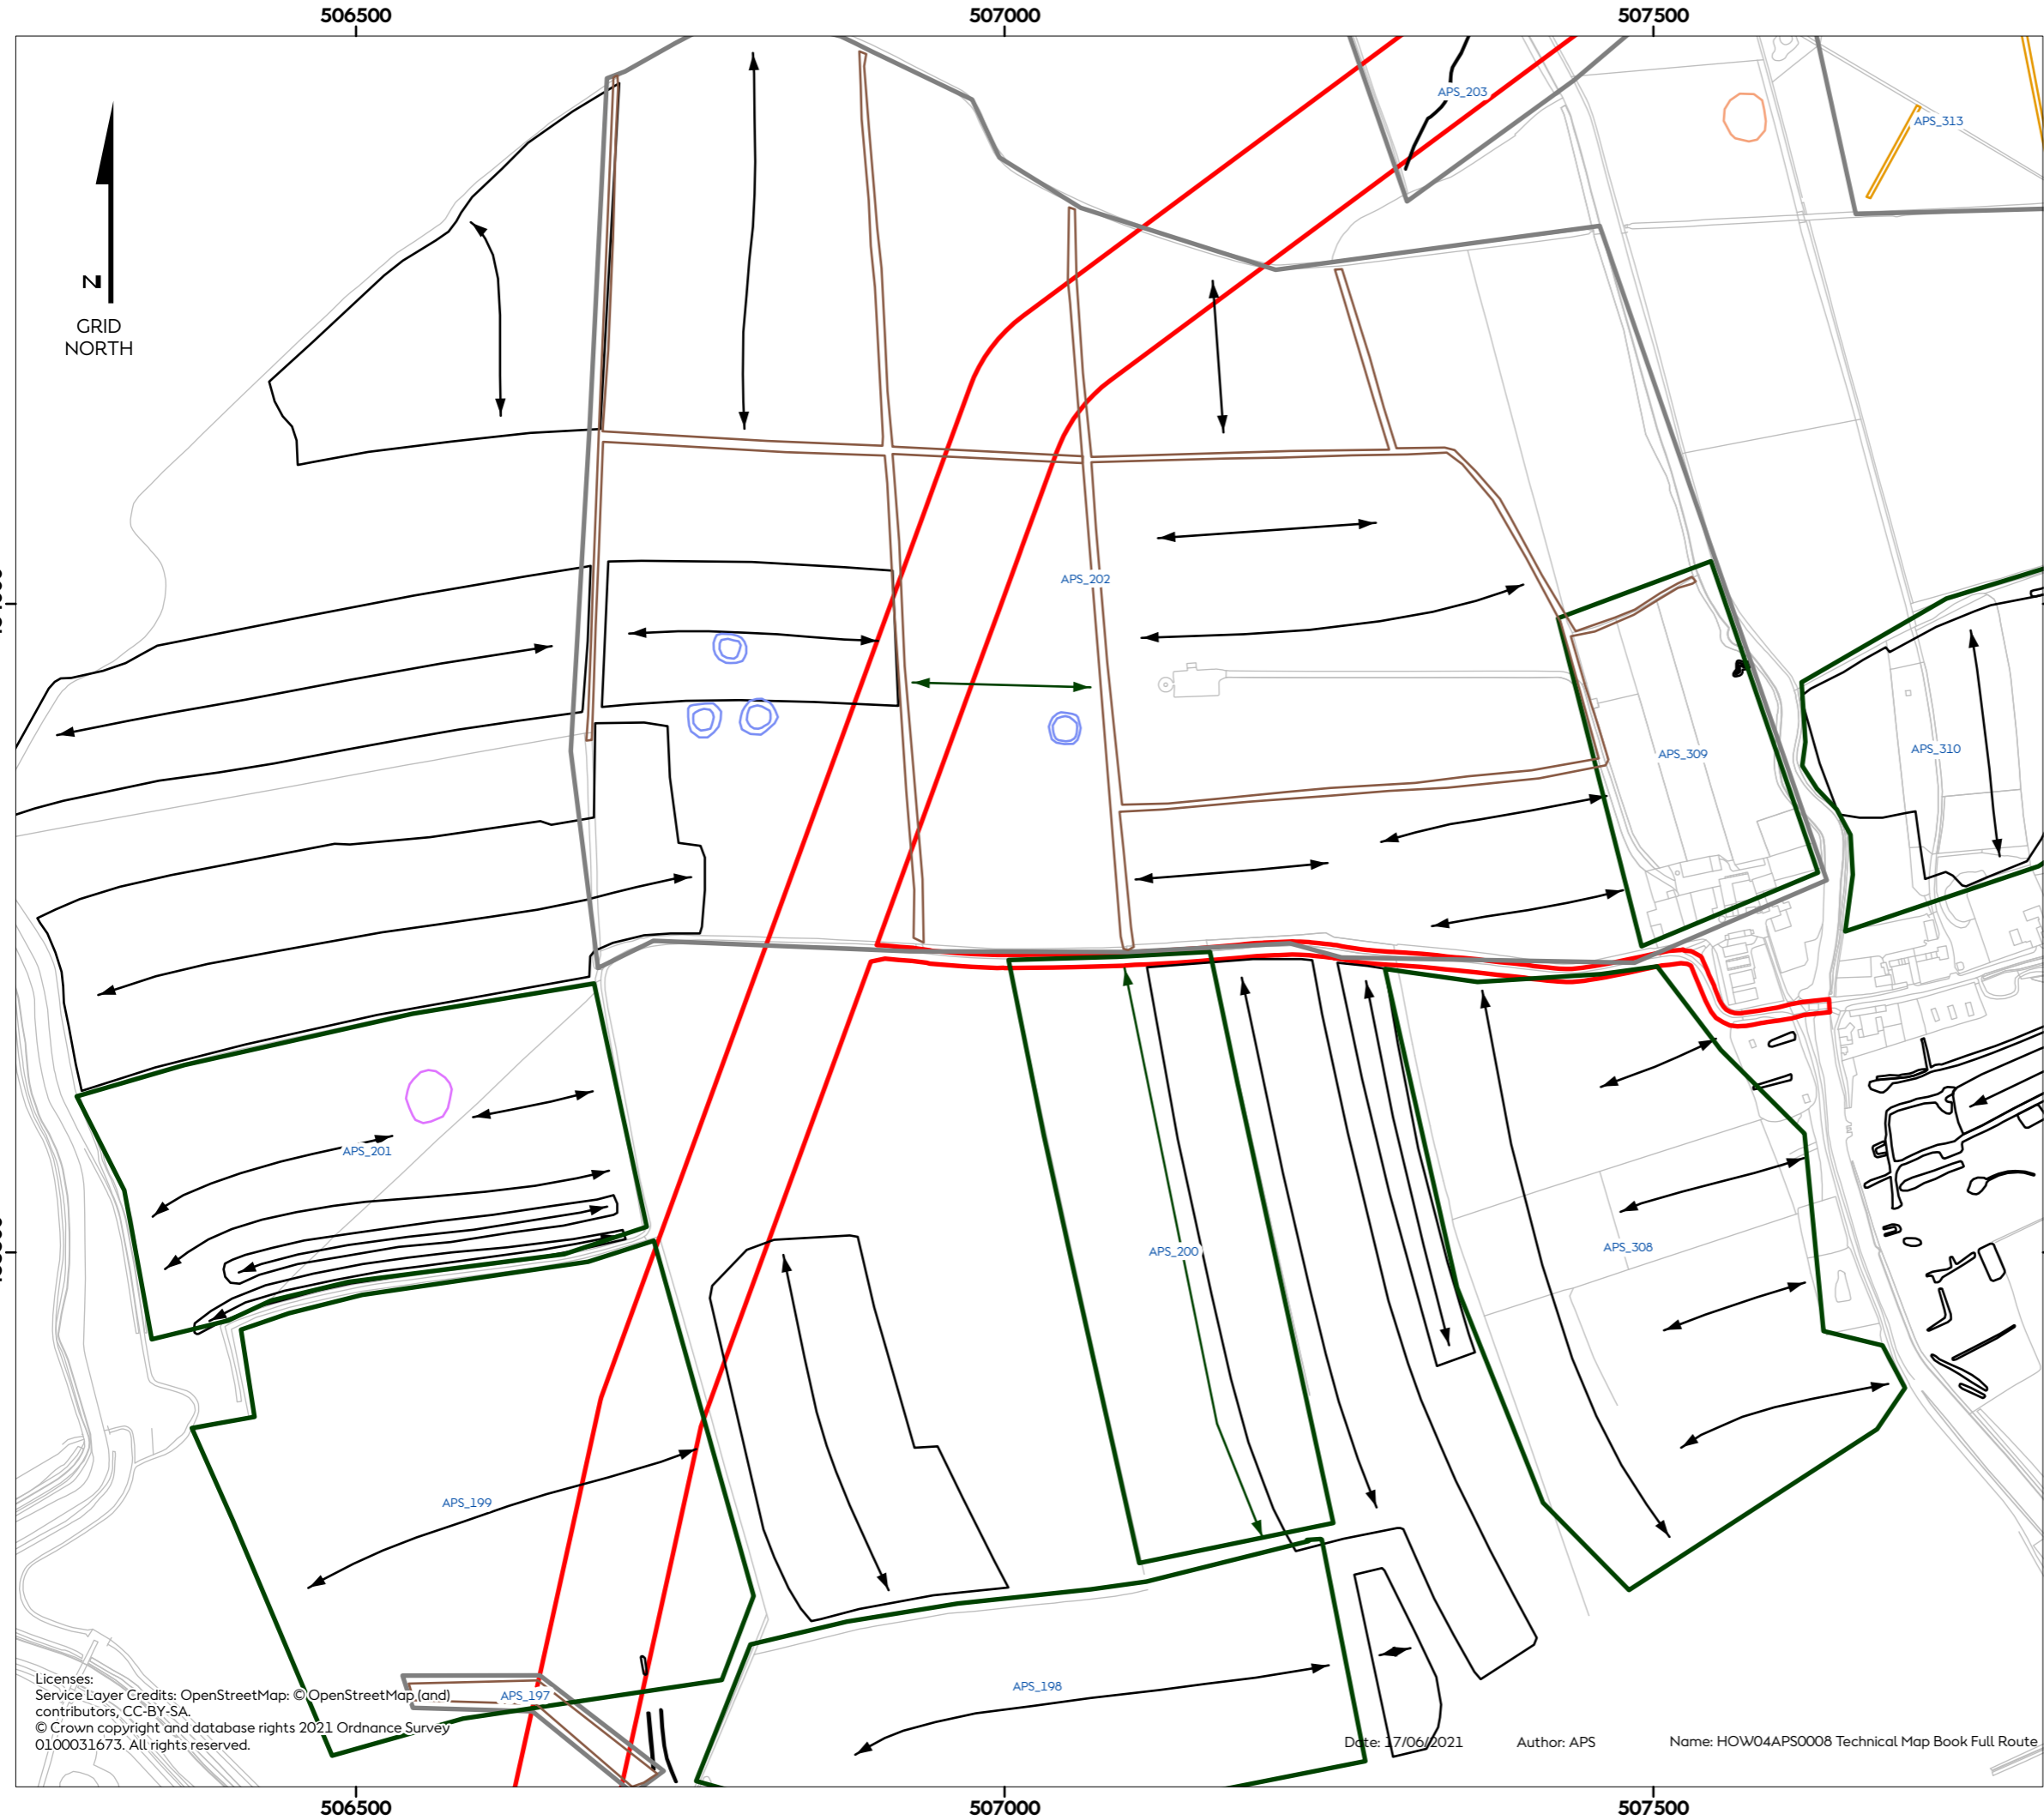 506500
507000
507500
APS_203
APS_313
N
GRID
NORTH
APS_202
APS_309
APS_310
APS_201
APS_200
APS_308
APS_199
APS_197
APS_198
Licenses:
Service Layer Credits: OpenStreetMap: © OpenStreetMap (and)
contributors, CC-BY-SA.
© Crown copyright and database rights 2021 Ordnance Survey
0100031673. All rights reserved.
Date: 17/06/2021
Author: APS
Name: HOW04APS0008 Technical Map Book Full Route
506500
507000
507500